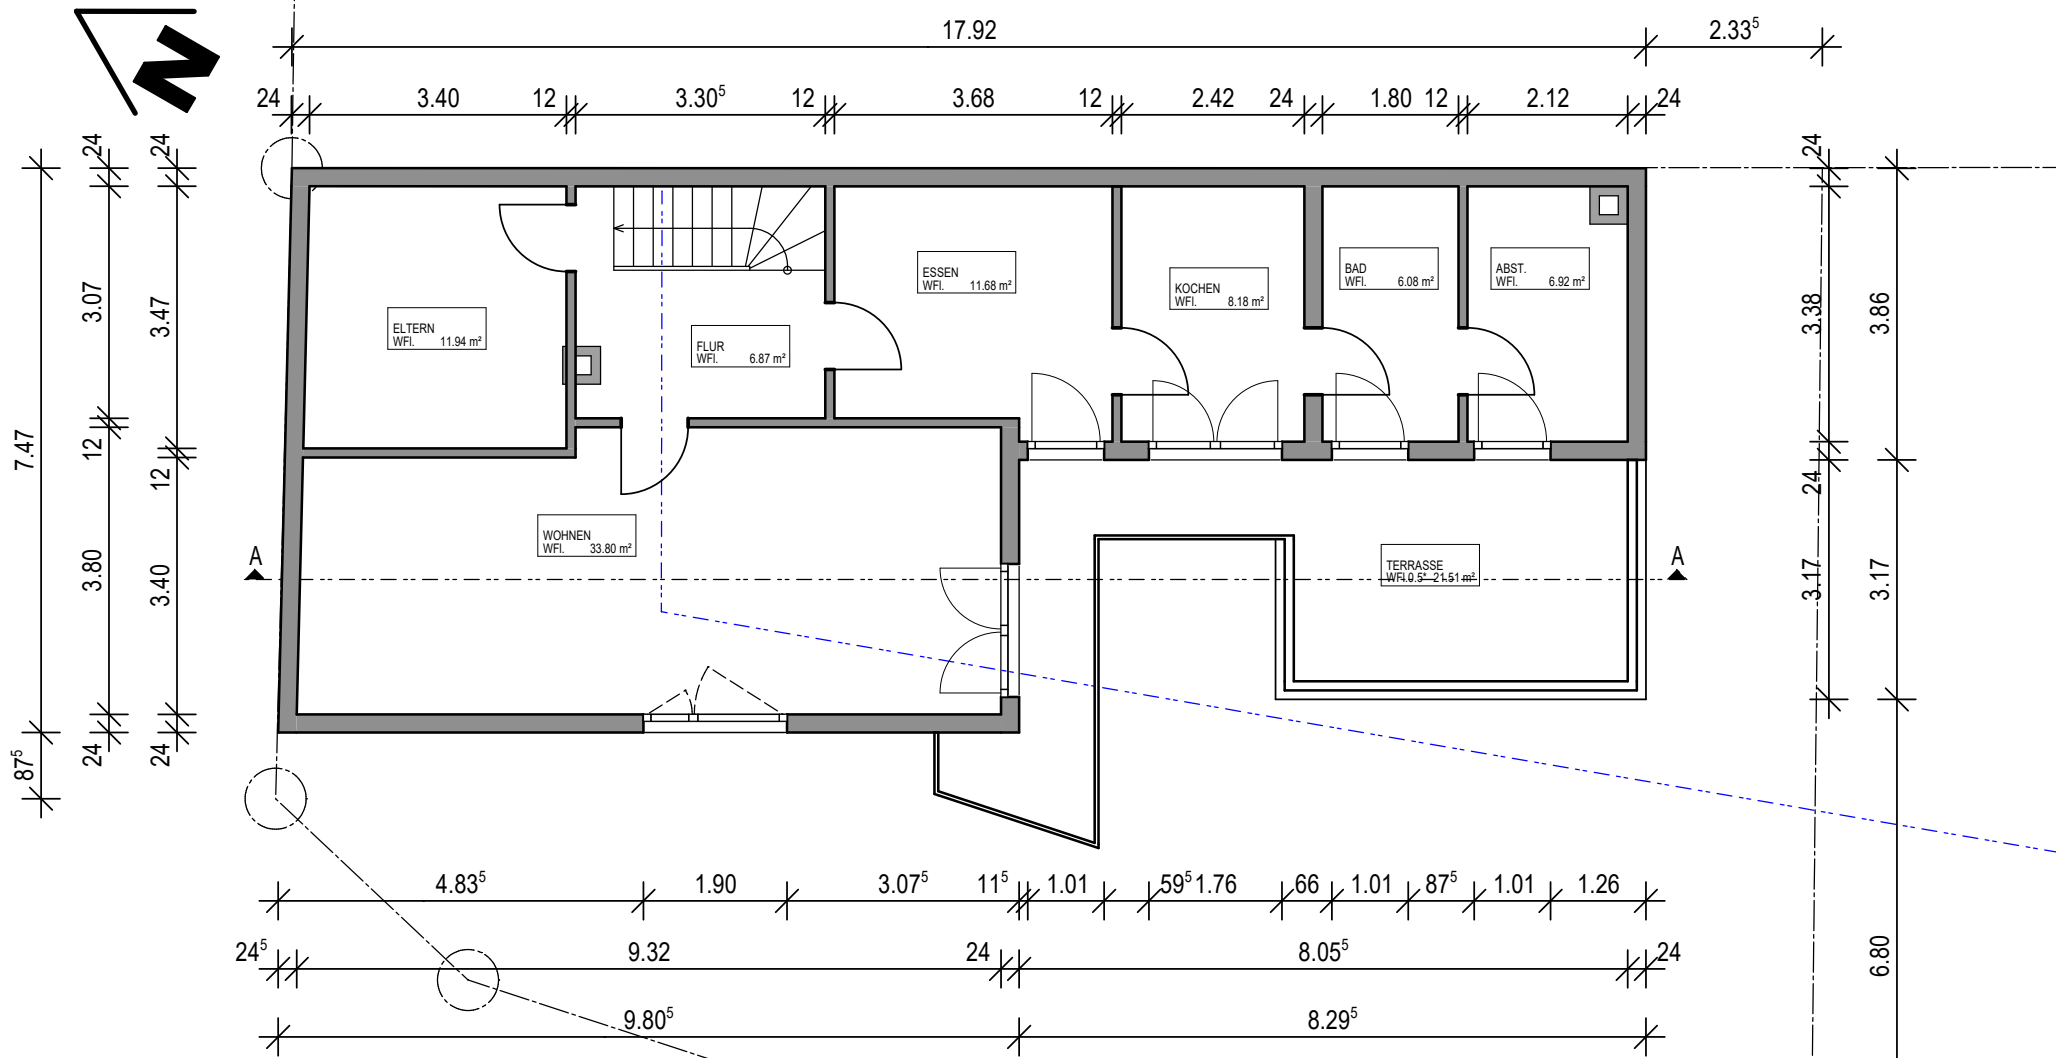 N
17.92
2.33⁵
24
3.40
12
3.30⁵
12
3.68
12
2.42
24
1.80
12
2.12
24
24
24
24
3.07
3.47
12
12
7.47
3.80
3.40
24
24
87⁵
ELTERN
WFl. 11.94 m²
FLUR
WFl. 6.87 m²
ESSEN
WFl. 11.68 m²
KOCHEN
WFl. 8.18 m²
BAD
WFl. 6.08 m²
ABST.
WFl. 6.92 m²
WOHNEN
WFl. 33.80 m²
TERRASSE
WFl.0.5* 21.51 m²
A
A
3.38
3.86
24
3.17
3.17
6.80
4.83⁵
1.90
3.07⁵
11⁵
1.01
59⁵
1.76
66
1.01
87⁵
1.01
1.26
24⁵
9.32
24
8.05⁵
24
9.80⁵
8.29⁵